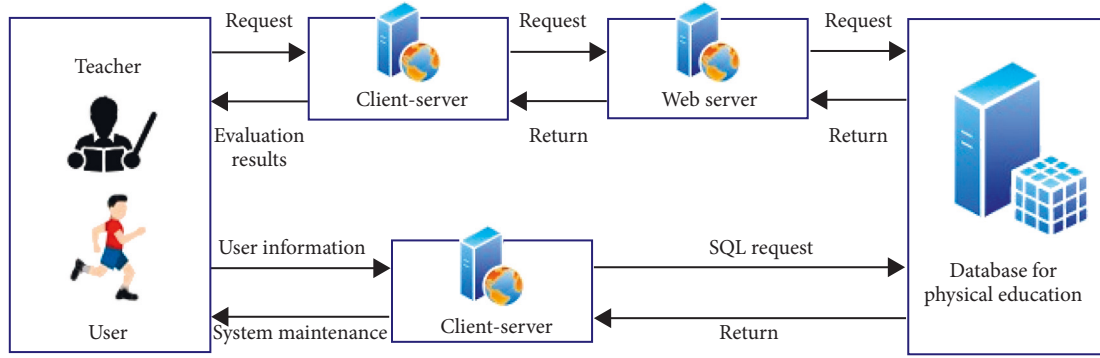 Teacher
User
Request
Evaluation
results
Client-server
Request
Return
Web server
Request
Return
User information
System maintenance
Client-server
SQL request
Return
Database for
physical education